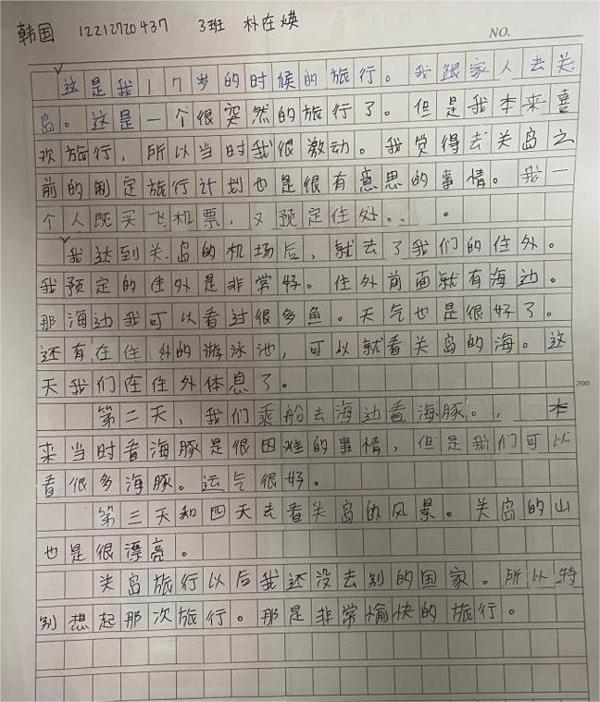 韩国 12212720437 3班 朴在煐
NO.
这是我17岁的时候的旅行。我跟家人去关
岛。这是一个很突然的旅行了。但是我本来喜
欢旅行，所以当时我很激动。我觉得去关岛之
前的制定旅行计划也是很有意思的事情。我一
个人既买飞机票，又预定住处。
我达到关岛的机场后，就去了我们的住外。
我预定的住外是非常好。住外前面就有海边。
那海边我可以看过很多鱼。天气也是很好了。
还有在住外的游泳池，可以就看关岛的海。这
天我们在住外体息了。
200
第二天，我们乘船去海边看海豚。本
来当时看海豚是很困难的事情，但是我们可以
看很多海豚。运气很好。
第三天和四天去看关岛的风景。关岛的山
也是很漂亮。
关岛旅行以后我还没去别的国家。所以特
别想起那次旅行。那是非常愉快的旅行。